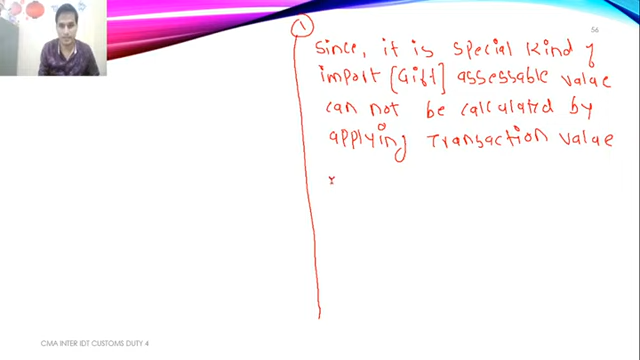 56
①
Since, it is special kind of
import [Gift] assessable value
can not be calculated by
applying Transaction value
CMA INTER IDT CUSTOMS DUTY 4